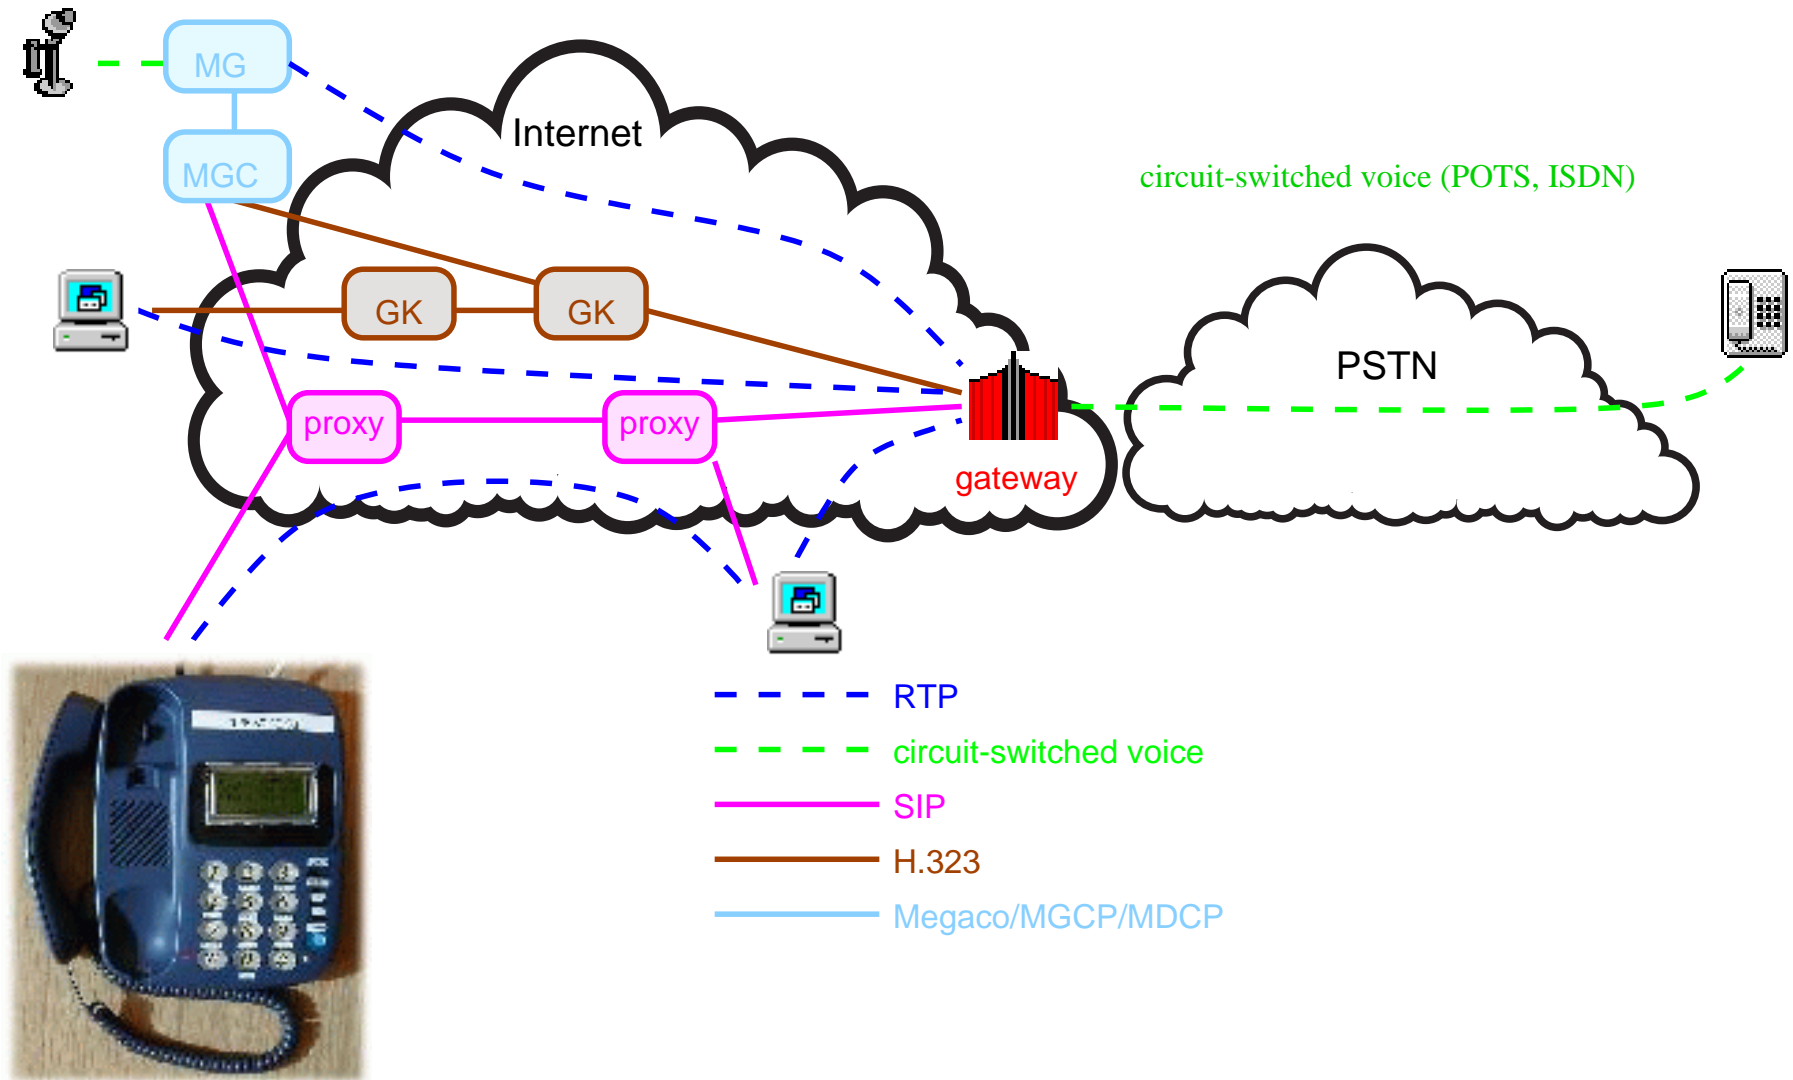 MG
Internet
MGC
circuit-switched voice (POTS, ISDN)
GK
GK
PSTN
proxy
proxy
gateway
RTP
circuit-switched voice
SIP
H.323
Megaco/MGCP/MDCP